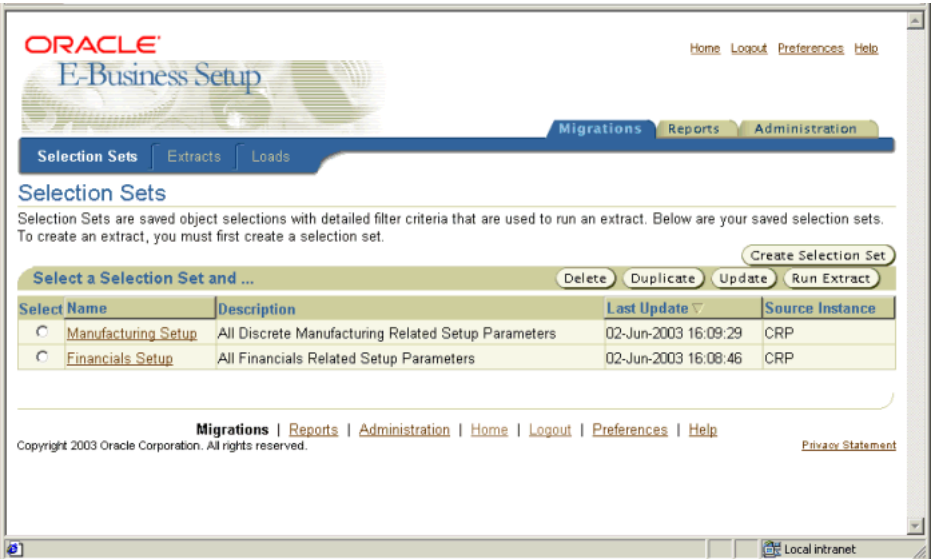 ORACLE
E-Business Setup
Home Logout Preferences Help
Migrations Reports Administration
Selection Sets Extracts Loads
Selection Sets
Selection Sets are saved object selections with detailed filter criteria that are used to run an extract. Below are your saved selection sets.
To create an extract, you must first create a selection set.
Create Selection Set
Select a Selection Set and ... Delete Duplicate Update Run Extract
Select Name Description Last Update Source Instance
Manufacturing Setup All Discrete Manufacturing Related Setup Parameters 02-Jun-2003 16:09:29 CRP
Financials Setup All Financials Related Setup Parameters 02-Jun-2003 16:08:46 CRP
Migrations | Reports | Administration | Home | Logout | Preferences | Help
Copyright 2003 Oracle Corporation. All rights reserved. Privacy Statement
Local intranet